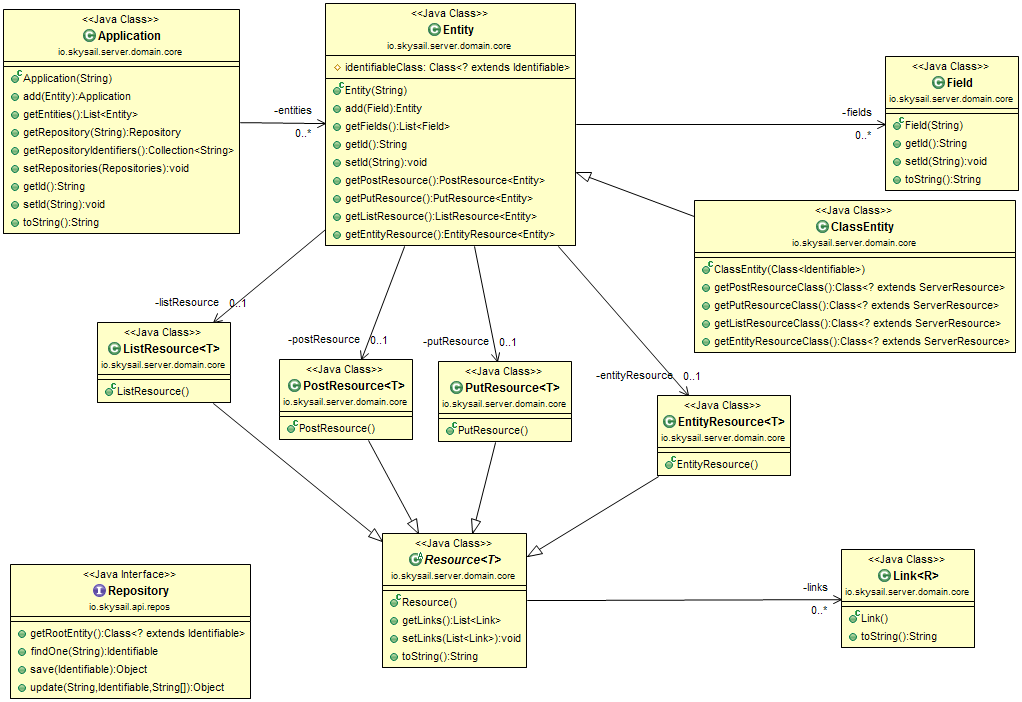 <<Java Class>>
Application
io.skysail.server.domain.core
Application(String)
add(Entity):Application
getEntities():List<Entity>
getRepository(String):Repository
getRepositoryIdentifiers():Collection<String>
setRepositories(Repositories):void
getId():String
setId(String):void
toString():String
-entities
0..*
<<Java Class>>
Entity
io.skysail.server.domain.core
identifiableClass: Class<? extends Identifiable>
Entity(String)
add(Field):Entity
getFields():List<Field>
getId():String
setId(String):void
getPostResource():PostResource<Entity>
getPutResource():PutResource<Entity>
getListResource():ListResource<Entity>
getEntityResource():EntityResource<Entity>
-fields
0..*
<<Java Class>>
Field
io.skysail.server.domain.core
Field(String)
getId():String
setId(String):void
toString():String
<<Java Class>>
ClassEntity
io.skysail.server.domain.core
ClassEntity(Class<Identifiable>)
getPostResourceClass():Class<? extends ServerResource>
getPutResourceClass():Class<? extends ServerResource>
getListResourceClass():Class<? extends ServerResource>
getEntityResourceClass():Class<? extends ServerResource>
-listResource 0..1
<<Java Class>>
ListResource<T>
io.skysail.server.domain.core
ListResource()
-postResource 0..1
<<Java Class>>
PostResource<T>
io.skysail.server.domain.core
PostResource()
-putResource 0..1
<<Java Class>>
PutResource<T>
io.skysail.server.domain.core
PutResource()
-entityResource 0..1
<<Java Class>>
EntityResource<T>
io.skysail.server.domain.core
EntityResource()
<<Java Interface>>
Repository
io.skysail.api.repos
getRootEntity():Class<? extends Identifiable>
findOne(String):Identifiable
save(Identifiable):Object
update(String,Identifiable,String[]):Object
<<Java Class>>
Resource<T>
io.skysail.server.domain.core
Resource()
getLinks():List<Link>
setLinks(List<Link>):void
toString():String
-links
0..*
<<Java Class>>
Link<R>
io.skysail.server.domain.core
Link()
toString():String